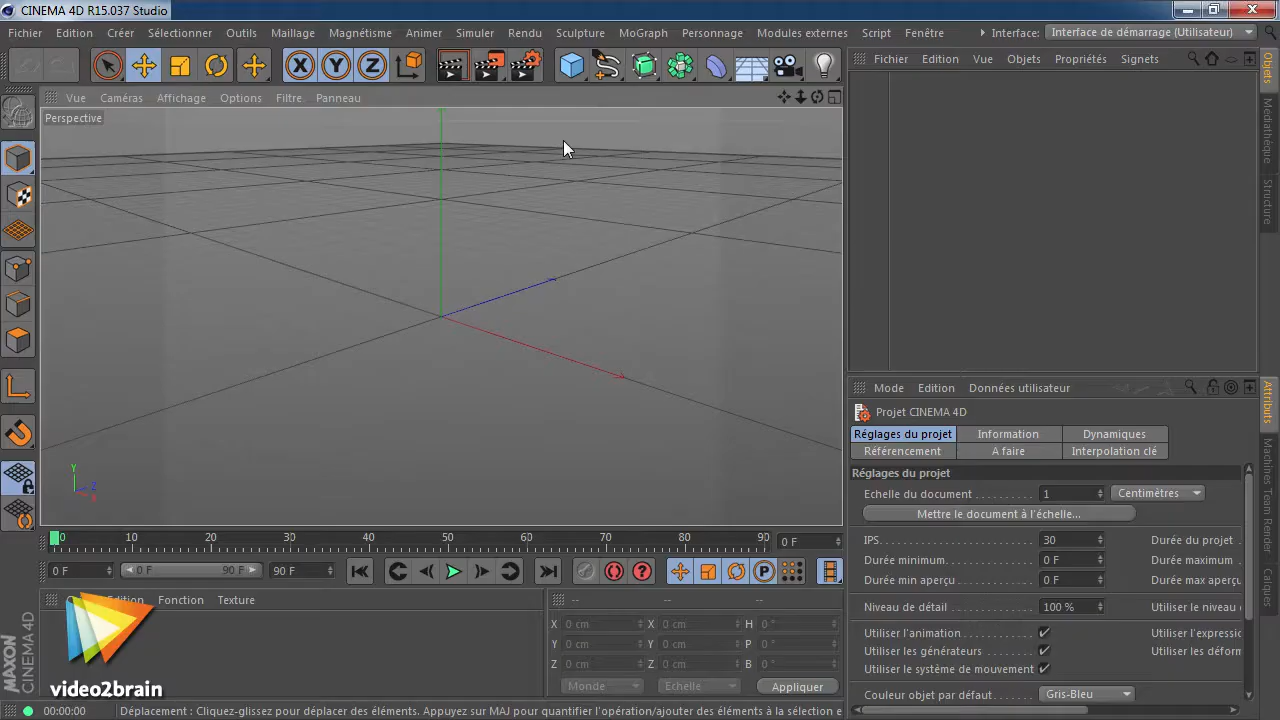 CINEMA 4D R15.037 Studio
Fichier Edition Créer Sélectionner Outils Maillage Magnétisme Animer Simuler Rendu Sculpture MoGraph Personnage Modules externes Script Fenêtre Interface: Interface de démarrage (Utilisateur)
X Y Z
Fichier Edition Vue Objets Propriétés Signets
Vue Caméras Affichage Options Filtre Panneau
Perspective
Objets
Médiathèque
Structure
Y
Z
X
Mode Edition Données utilisateur
Projet CINEMA 4D
Réglages du projet Information Dynamiques
Référencement A faire Interpolation clé
Réglages du projet
Echelle du document 1 Centimètres
Mettre le document à l'échelle...
IPS 30 Durée du projet
Durée minimum 0 F Durée maximum
Durée min aperçu 0 F Durée max aperçu
Niveau de détail 100 % Utiliser le niveau
Utiliser l'animation Utiliser l'expressio
Utiliser les générateurs Utiliser les déform
Utiliser le système de mouvement
Couleur objet par défaut Gris-Bleu
Attributs
Machines Team Render
Calques
0 10 20 30 40 50 60 70 80 90 0 F
0 F 0 F 90 F 90 F P
Fonction Texture
-- -- --
X 0 cm X 0 cm H 0 °
Y 0 cm Y 0 cm P 0 °
Z 0 cm Z 0 cm B 0 °
Monde Echelle Appliquer
MAXON
CINEMA 4D
video2brain
00:00:00 Déplacement : Cliquez-glissez pour déplacer des éléments. Appuyez sur MAJ pour quantifier l'opération/ajouter des éléments à la sélection e